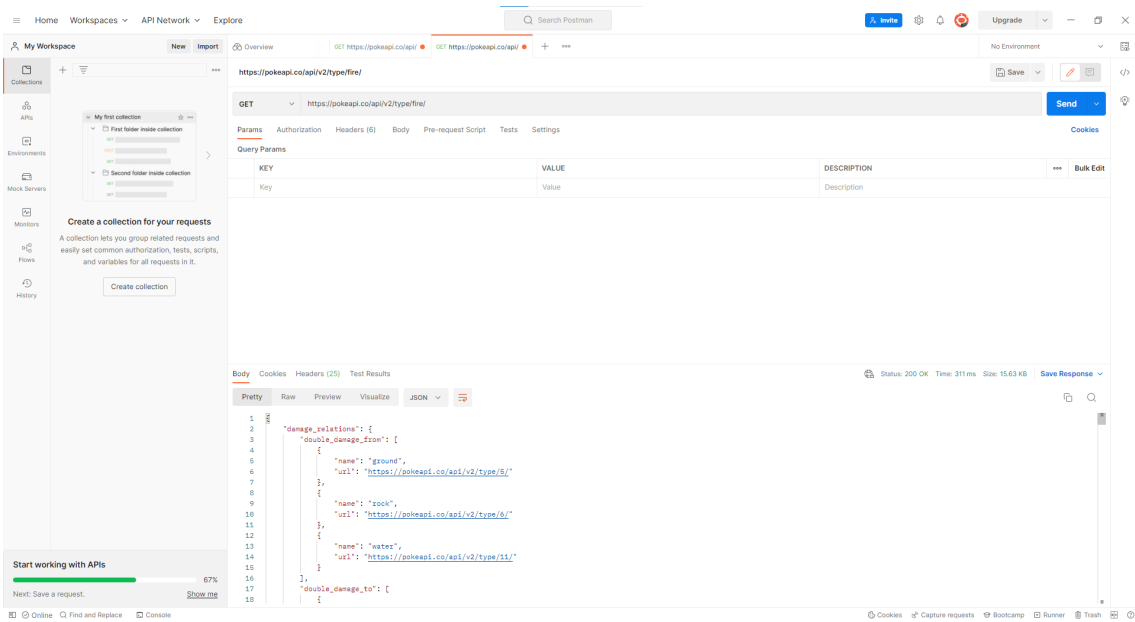 Home Workspaces API Network Explore Search Postman Invite Upgrade
My Workspace New Import Overview GET https://pokeapi.co/api/ GET https://pokeapi.co/api/ No Environment
Collections
APIs
Environments
Mock Servers
Monitors
Flows
History
My first collection
First folder inside collection
Second folder inside collection
Create a collection for your requests
A collection lets you group related requests and
easily set common authorization, tests, scripts,
and variables for all requests in it.
Create collection
Start working with APIs
67%
Next: Save a request. Show me
https://pokeapi.co/api/v2/type/fire/ Save
GET https://pokeapi.co/api/v2/type/fire/ Send
Params Authorization Headers (6) Body Pre-request Script Tests Settings Cookies
Query Params
KEY VALUE DESCRIPTION Bulk Edit
Key Value Description
Body Cookies Headers (25) Test Results Status: 200 OK Time: 311 ms Size: 15.63 KB Save Response
Pretty Raw Preview Visualize JSON
1 {
2 "damage_relations": {
3 "double_damage_from": [
4 {
5 "name": "ground",
6 "url": "https://pokeapi.co/api/v2/type/5/"
7 },
8 {
9 "name": "rock",
10 "url": "https://pokeapi.co/api/v2/type/6/"
11 },
12 {
13 "name": "water",
14 "url": "https://pokeapi.co/api/v2/type/11/"
15 }
16 ],
17 "double_damage_to": [
18 {
Online Find and Replace Console Cookies Capture requests Bootcamp Runner Trash